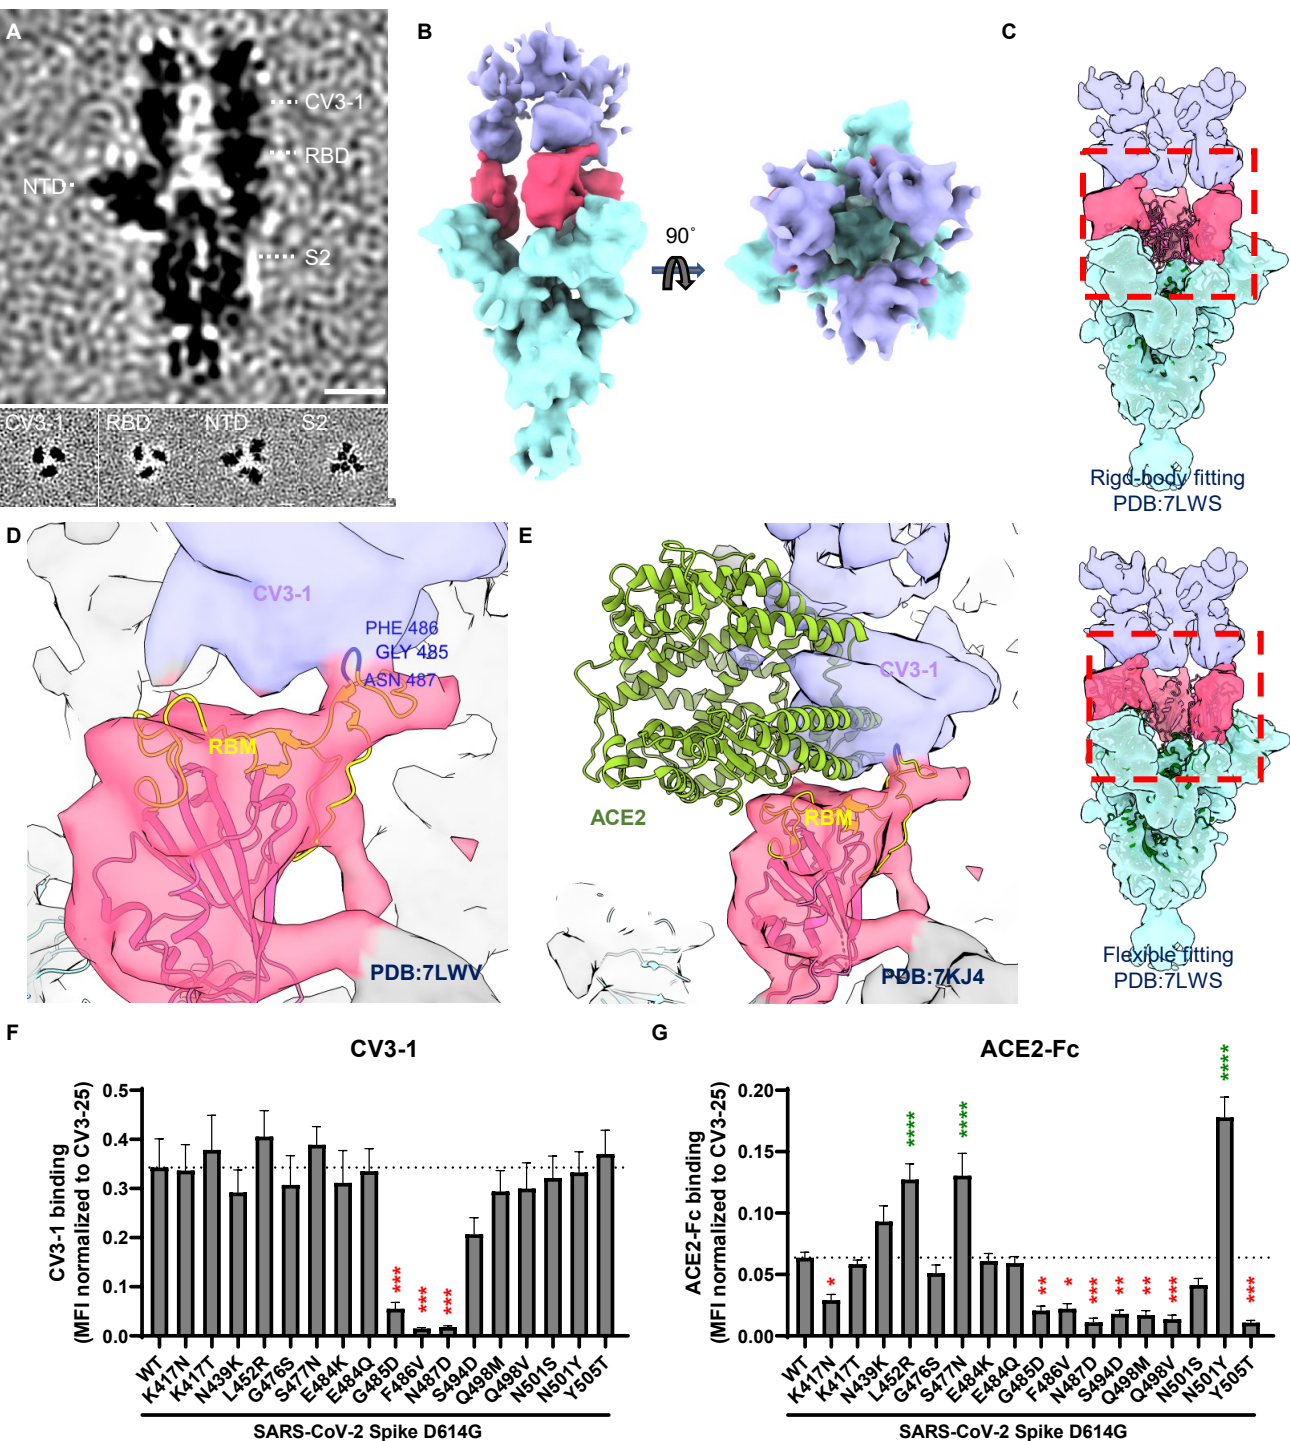 A
CV3-1
RBD
NTD
S2
CV3-1
RBD
NTD
S2
B
90°
C
Rigd-body fitting
PDB:7LWS
Flexible fitting
PDB:7LWS
D
CV3-1
PHE 486
GLY 485
ASN 487
RBM
PDB:7LWV
E
CV3-1
ACE2
RBM
PDB:7KJ4
F
CV3-1
CV3-1 binding
(MFI normalized to CV3-25)
0.5
0.4
0.3
0.2
0.1
0.0
***
***
***
WT
K417N
K417T
N439K
L452R
G476S
S477N
E484K
E484Q
G485D
F486V
N487D
S494D
Q498M
Q498V
N501S
N501Y
Y505T
SARS-CoV-2 Spike D614G
G
ACE2-Fc
ACE2-Fc binding
(MFI normalized to CV3-25)
0.20
0.15
0.10
0.05
0.00
*
****
****
**
*
***
**
**
***
****
***
WT
K417N
K417T
N439K
L452R
G476S
S477N
E484K
E484Q
G485D
F486V
N487D
S494D
Q498M
Q498V
N501S
N501Y
Y505T
SARS-CoV-2 Spike D614G